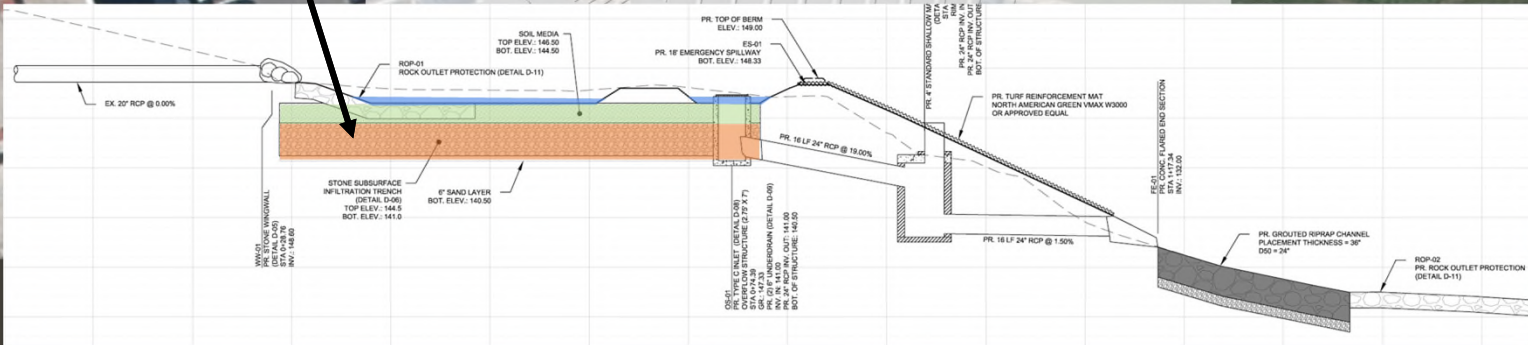 EX. 20" RCP @ 0.00%
ROP-01
ROCK OUTLET PROTECTION (DETAIL D-11)
SOIL MEDIA
TOP ELEV.: 146.50
BOT. ELEV.: 144.50
PR. TOP OF BERM
ELEV.: 149.00
ES-01
PR. 18' EMERGENCY SPILLWAY
BOT. ELEV.: 148.33
WW-01
PR. STONE WINGWALL
(DETAIL D-05)
STA 0+28.76
INV.: 148.60
STONE SUBSURFACE
INFILTRATION TRENCH
(DETAIL D-06)
TOP ELEV.: 144.5
BOT. ELEV.: 141.0
6" SAND LAYER
BOT. ELEV.: 140.50
OS-01
PR. TYPE C INLET (DETAIL D-08)
OVERFLOW STRUCTURE (2.75' X 7')
STA 0+74.39
GR.: 147.33
PR. (2) 6" UNDERDRAIN (DETAIL D-09)
INV. IN: 141.00
PR. 24" RCP INV. OUT: 141.00
BOT. OF STRUCTURE: 140.50
PR. 16 LF 24" RCP @ 19.00%
PR. 4' STANDARD SHALLOW MA
(DETA
STA
RIM
PR. 24" RCP INV. IN
PR. 24" RCP INV. OUT
BOT. OF STRUCTURE
PR. TURF REINFORCEMENT MAT
NORTH AMERICAN GREEN VMAX W3000
OR APPROVED EQUAL
PR. 16 LF 24" RCP @ 1.50%
FE-01
PR. CONC. FLARED END SECTION
STA 1+17.34
INV.: 132.00
PR. GROUTED RIPRAP CHANNEL
PLACEMENT THICKNESS = 36"
D50 = 24"
ROP-02
PR. ROCK OUTLET PROTECTION
(DETAIL D-11)